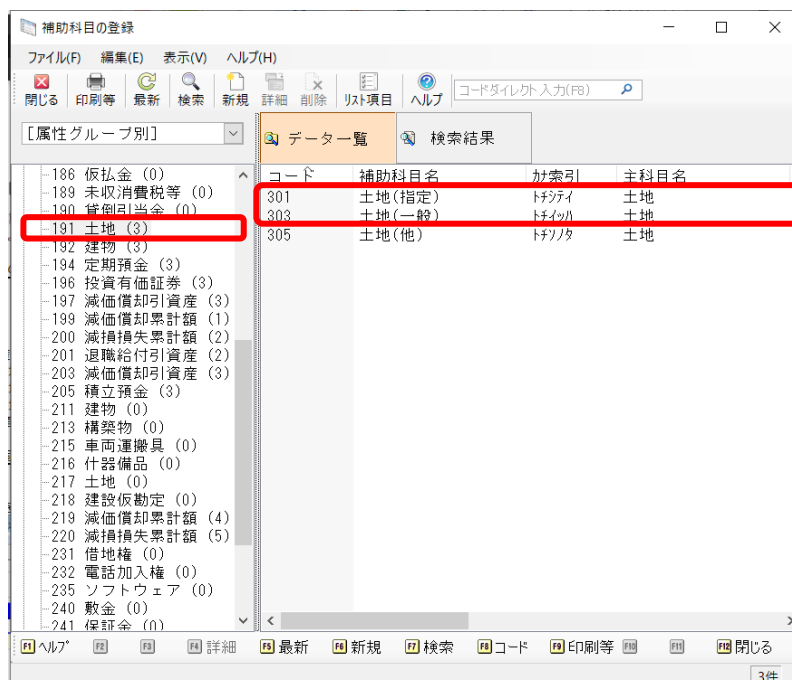 補助科目の登録
ファイル(F) 編集(E) 表示(V) ヘルプ(H)
閉じる 印刷等 最新 検索 新規 詳細 削除 リスト項目 ヘルプ コードダイレクト入力(F8)
[属性グループ別]
データ一覧 検索結果
186 仮払金 (0)
189 未収消費税等 (0)
190 貸倒引当金 (0)
191 土地 (3)
192 建物 (3)
194 定期預金 (3)
196 投資有価証券 (3)
197 減価償却引資産 (3)
199 減価償却累計額 (1)
200 減損損失累計額 (2)
201 退職給付引資産 (2)
203 減価償却引資産 (3)
205 積立預金 (3)
211 建物 (0)
213 構築物 (0)
215 車両運搬具 (0)
216 什器備品 (0)
217 土地 (0)
218 建設仮勘定 (0)
219 減価償却累計額 (4)
220 減損損失累計額 (5)
231 借地権 (0)
232 電話加入権 (0)
235 ソフトウェア (0)
240 敷金 (0)
241 保証金 (0)
コード 補助科目名 カナ索引 主科目名
301 土地(指定) トチシテイ 土地
303 土地(一般) トチイッパ 土地
305 土地(他) トチソノタ 土地
F1 ヘルプ F2 F3 F4 詳細 F5 最新 F6 新規 F7 検索 F8 コード F9 印刷等 F10 F11 F12 閉じる
3件